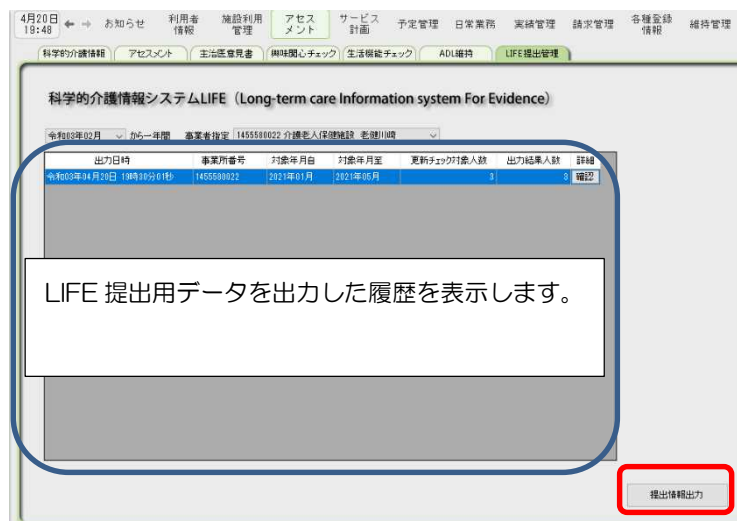 4月20日 ← → お知らせ 利用者情報 施設利用管理 アセスメント サービス計画 予定管理 日常業務 実績管理 請求管理 各種登録情報 維持管理
19:48
科学的介護情報 アセスメント 主治医意見書 興味関心チェック 生活機能チェック ADL維持 LIFE提出管理
科学的介護情報システムLIFE（Long-term care Information system For Evidence）
令和03年02月 から一年間 事業者指定 1455580022 介護老人保健施設 老健川崎
出力日時 事業所番号 対象年月自 対象年月至 更新チェック対象人数 出力結果人数 詳細
令和03年04月20日 19時30分01秒 1455580022 2021年01月 2021年05月 3 3 確認
LIFE 提出用データを出力した履歴を表示します。
提出情報出力